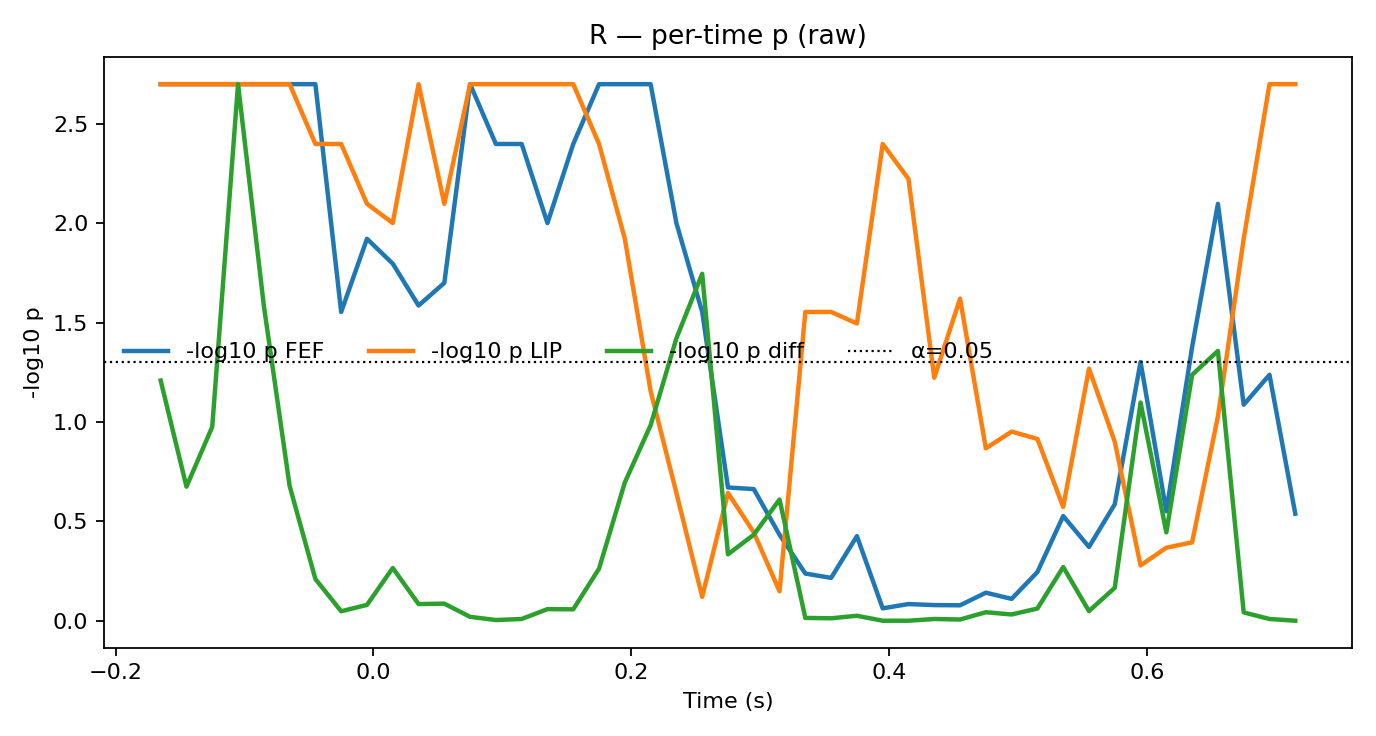 R — per-time p (raw)
-log10 p
2.5
2.0
1.5
1.0
0.5
0.0
-log10 p FEF -log10 p LIP -log10 p diff α=0.05
−0.2 0.0 0.2 0.4 0.6
Time (s)